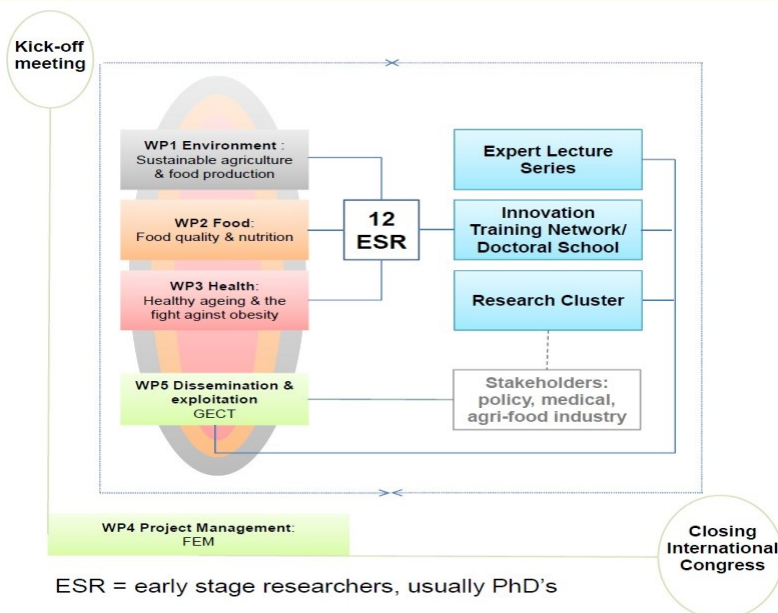 Kick-off
meeting
WP1 Environment :
Sustainable agriculture
& food production
WP2 Food:
Food quality & nutrition
WP3 Health:
Healthy ageing & the
fight aginst obesity
WP5 Dissemination &
exploitation
GECT
12
ESR
Expert Lecture
Series
Innovation
Training Network/
Doctoral School
Research Cluster
Stakeholders:
policy, medical,
agri-food industry
WP4 Project Management:
FEM
Closing
International
Congress
ESR = early stage researchers, usually PhD's